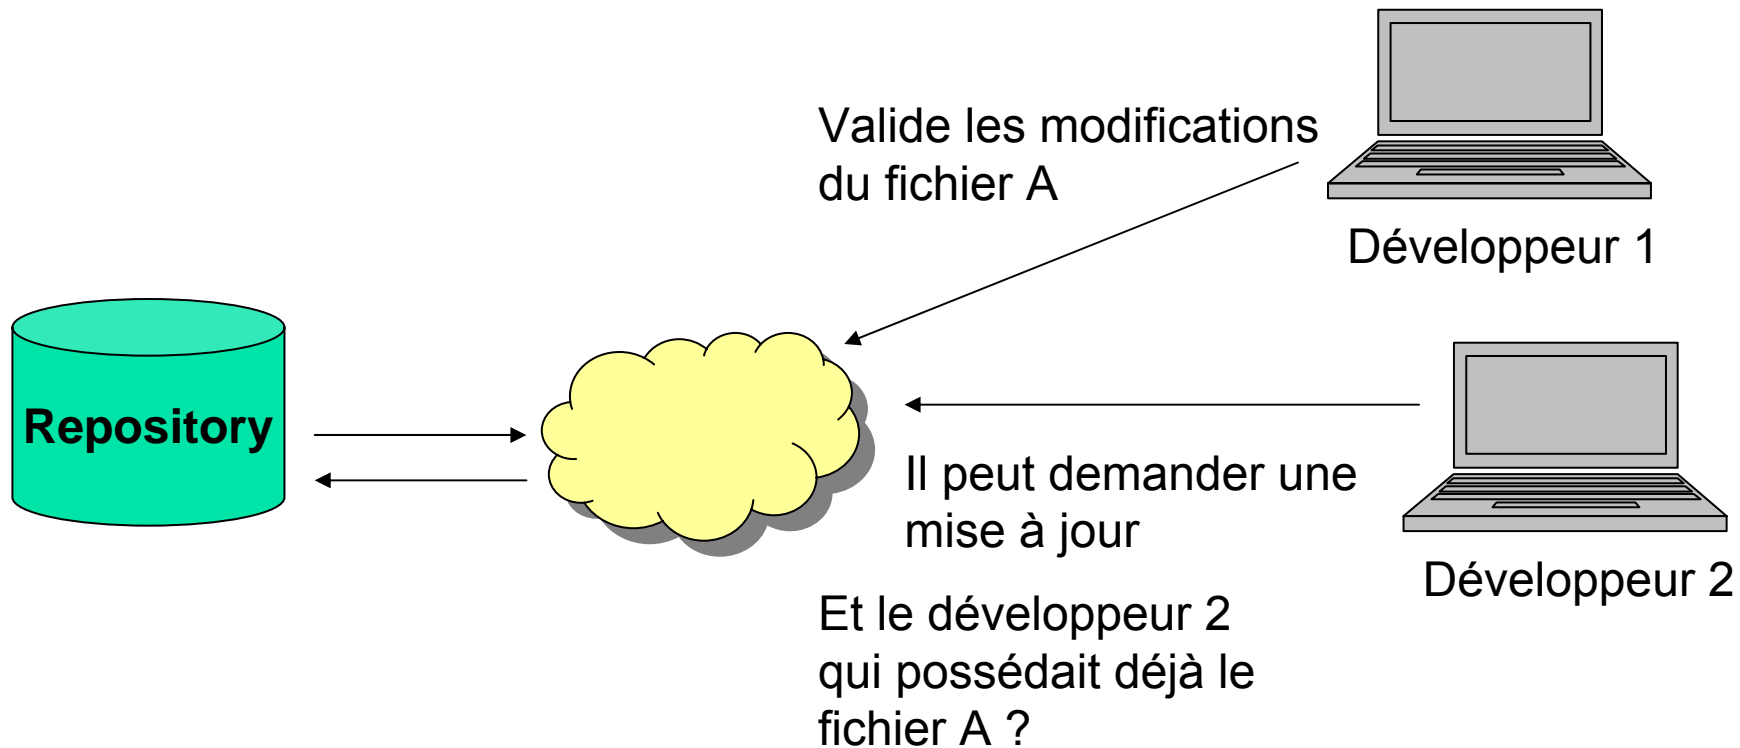 Valide les modifications
du fichier A
Développeur 1
Repository
Il peut demander une
mise à jour
Développeur 2
Et le développeur 2
qui possédait déjà le
fichier A ?